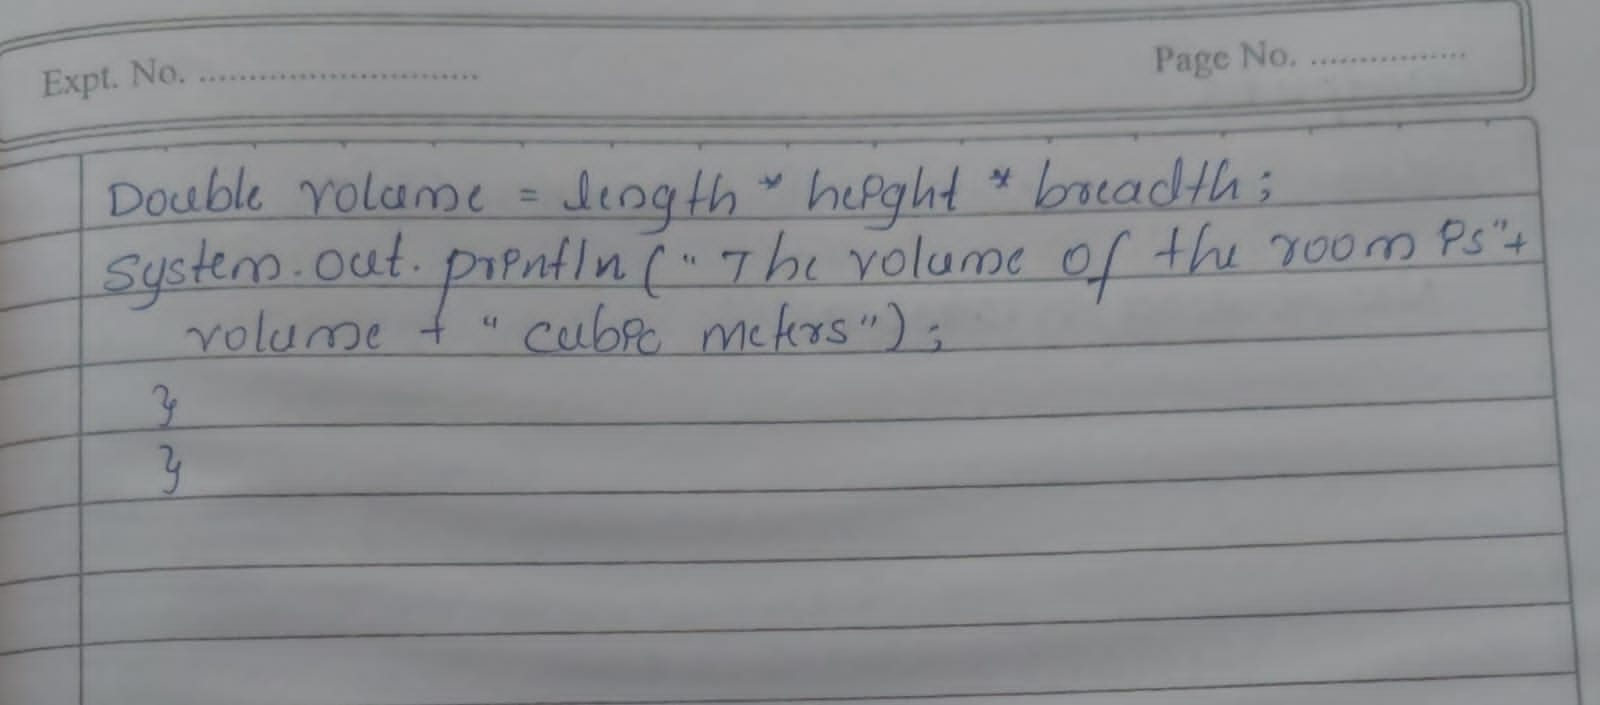 Expt. No. ............................
Page No. ................
Double volume = length * height * breadth;
System.out.println("The volume of the room is"+
volume + "cubic meters");
}
}